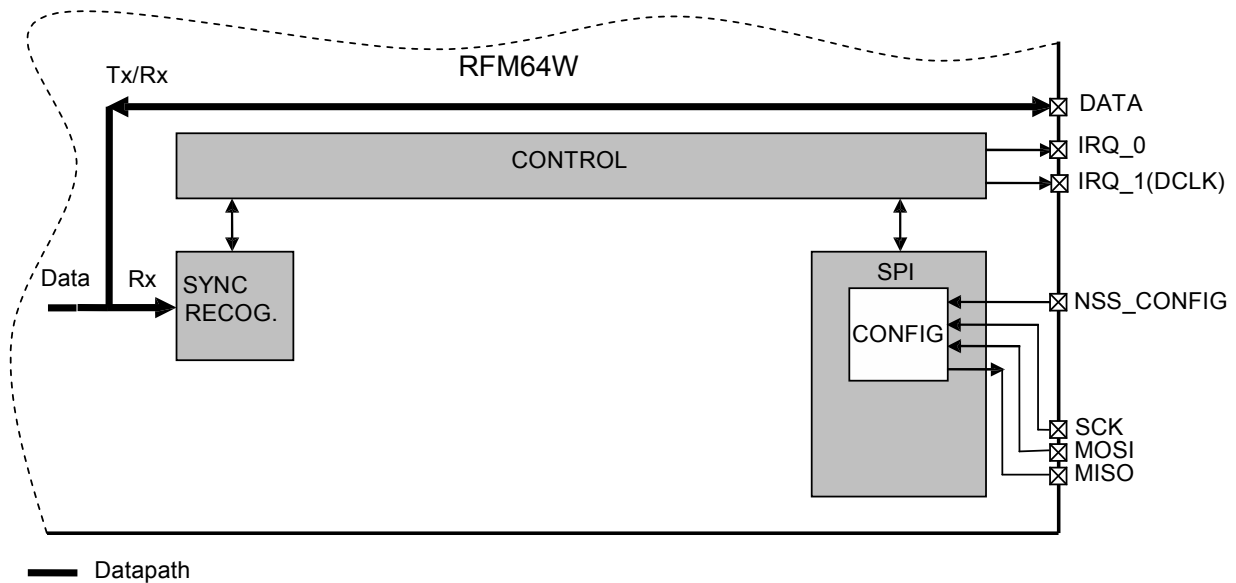 RFM64W
Tx/Rx
DATA
CONTROL
IRQ_0
IRQ_1(DCLK)
Data
Rx
SYNC
RECOG.
SPI
CONFIG
NSS_CONFIG
SCK
MOSI
MISO
Datapath